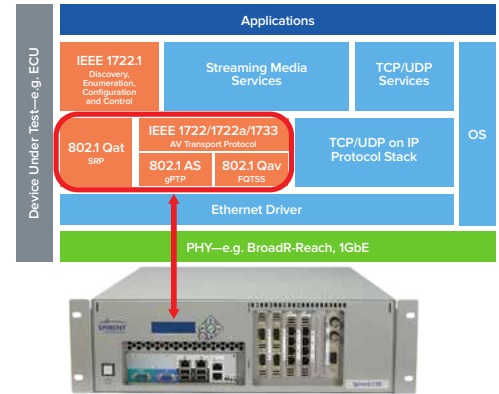 Applications
Device Under Test—e.g. ECU
IEEE 1722.1
Discovery,
Enumeration,
Configuration
and Control
Streaming Media
Services
TCP/UDP
Services
OS
802.1 Qat
SRP
IEEE 1722/1722a/1733
AV Transport Protocol
802.1 AS
gPTP
802.1 Qav
FQTSS
TCP/UDP on IP
Protocol Stack
Ethernet Driver
PHY—e.g. BroadR-Reach, 1GbE
SPIRENT
Spirent C50